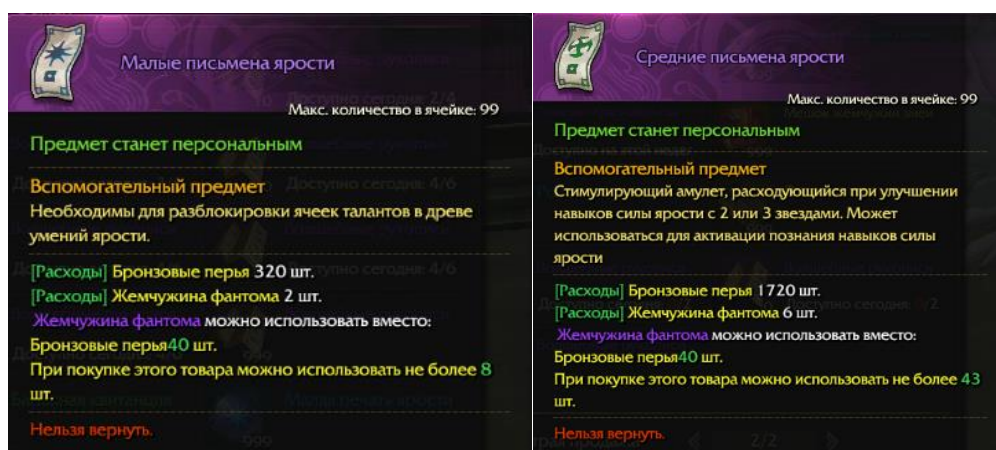 Малые письмена ярости
Макс. количество в ячейке: 99
Предмет станет персональным
Вспомогательный предмет
Необходимы для разблокировки ячеек талантов в древе
умений ярости.
[Расходы] Бронзовые перья 320 шт.
[Расходы] Жемчужина фантома 2 шт.
Жемчужина фантома можно использовать вместо:
Бронзовые перья40 шт.
При покупке этого товара можно использовать не более 8
шт.
Нельзя вернуть.
Средние письмена ярости
Макс. количество в ячейке: 99
Предмет станет персональным
Вспомогательный предмет
Стимулирующий амулет, расходующийся при улучшении
навыков силы ярости с 2 или 3 звездами. Может
использоваться для активации познания навыков силы
ярости
[Расходы] Бронзовые перья 1720 шт.
[Расходы] Жемчужина фантома 6 шт.
Жемчужина фантома можно использовать вместо:
Бронзовые перья40 шт.
При покупке этого товара можно использовать не более 43
шт.
Нельзя вернуть.
2/2